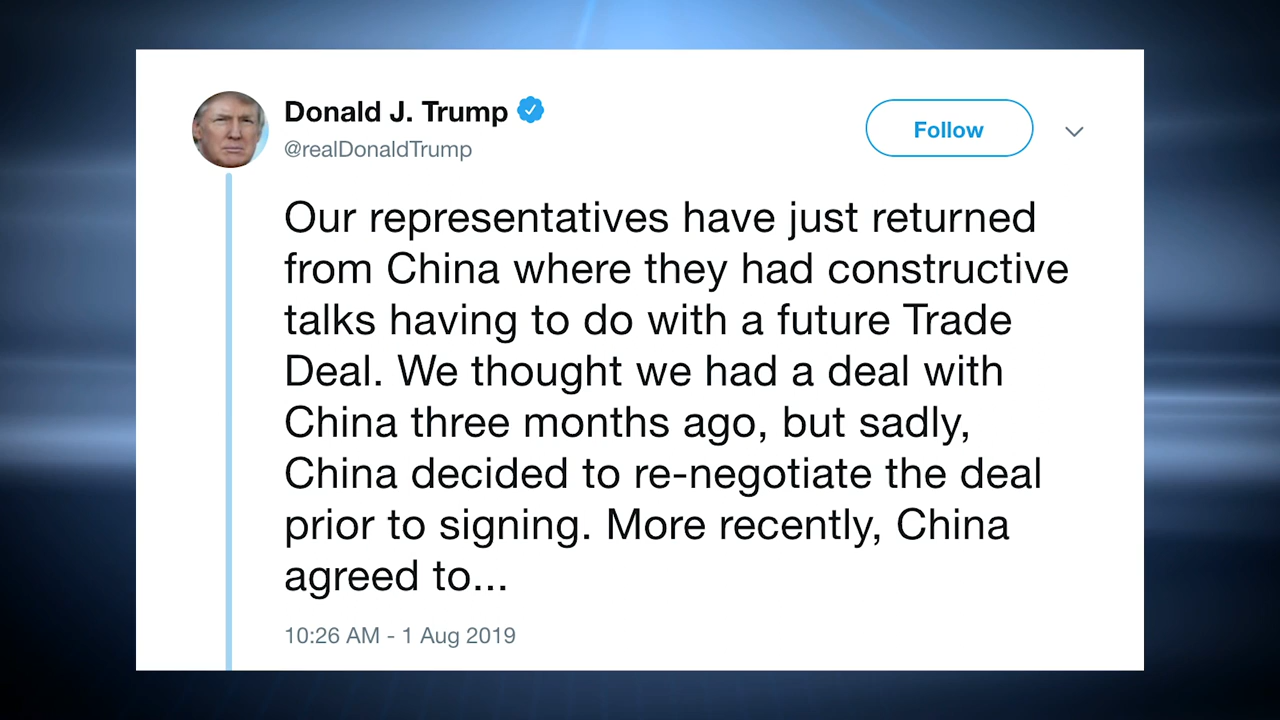 Donald J. Trump
@realDonaldTrump
Follow
Our representatives have just returned
from China where they had constructive
talks having to do with a future Trade
Deal. We thought we had a deal with
China three months ago, but sadly,
China decided to re-negotiate the deal
prior to signing. More recently, China
agreed to...
10:26 AM - 1 Aug 2019